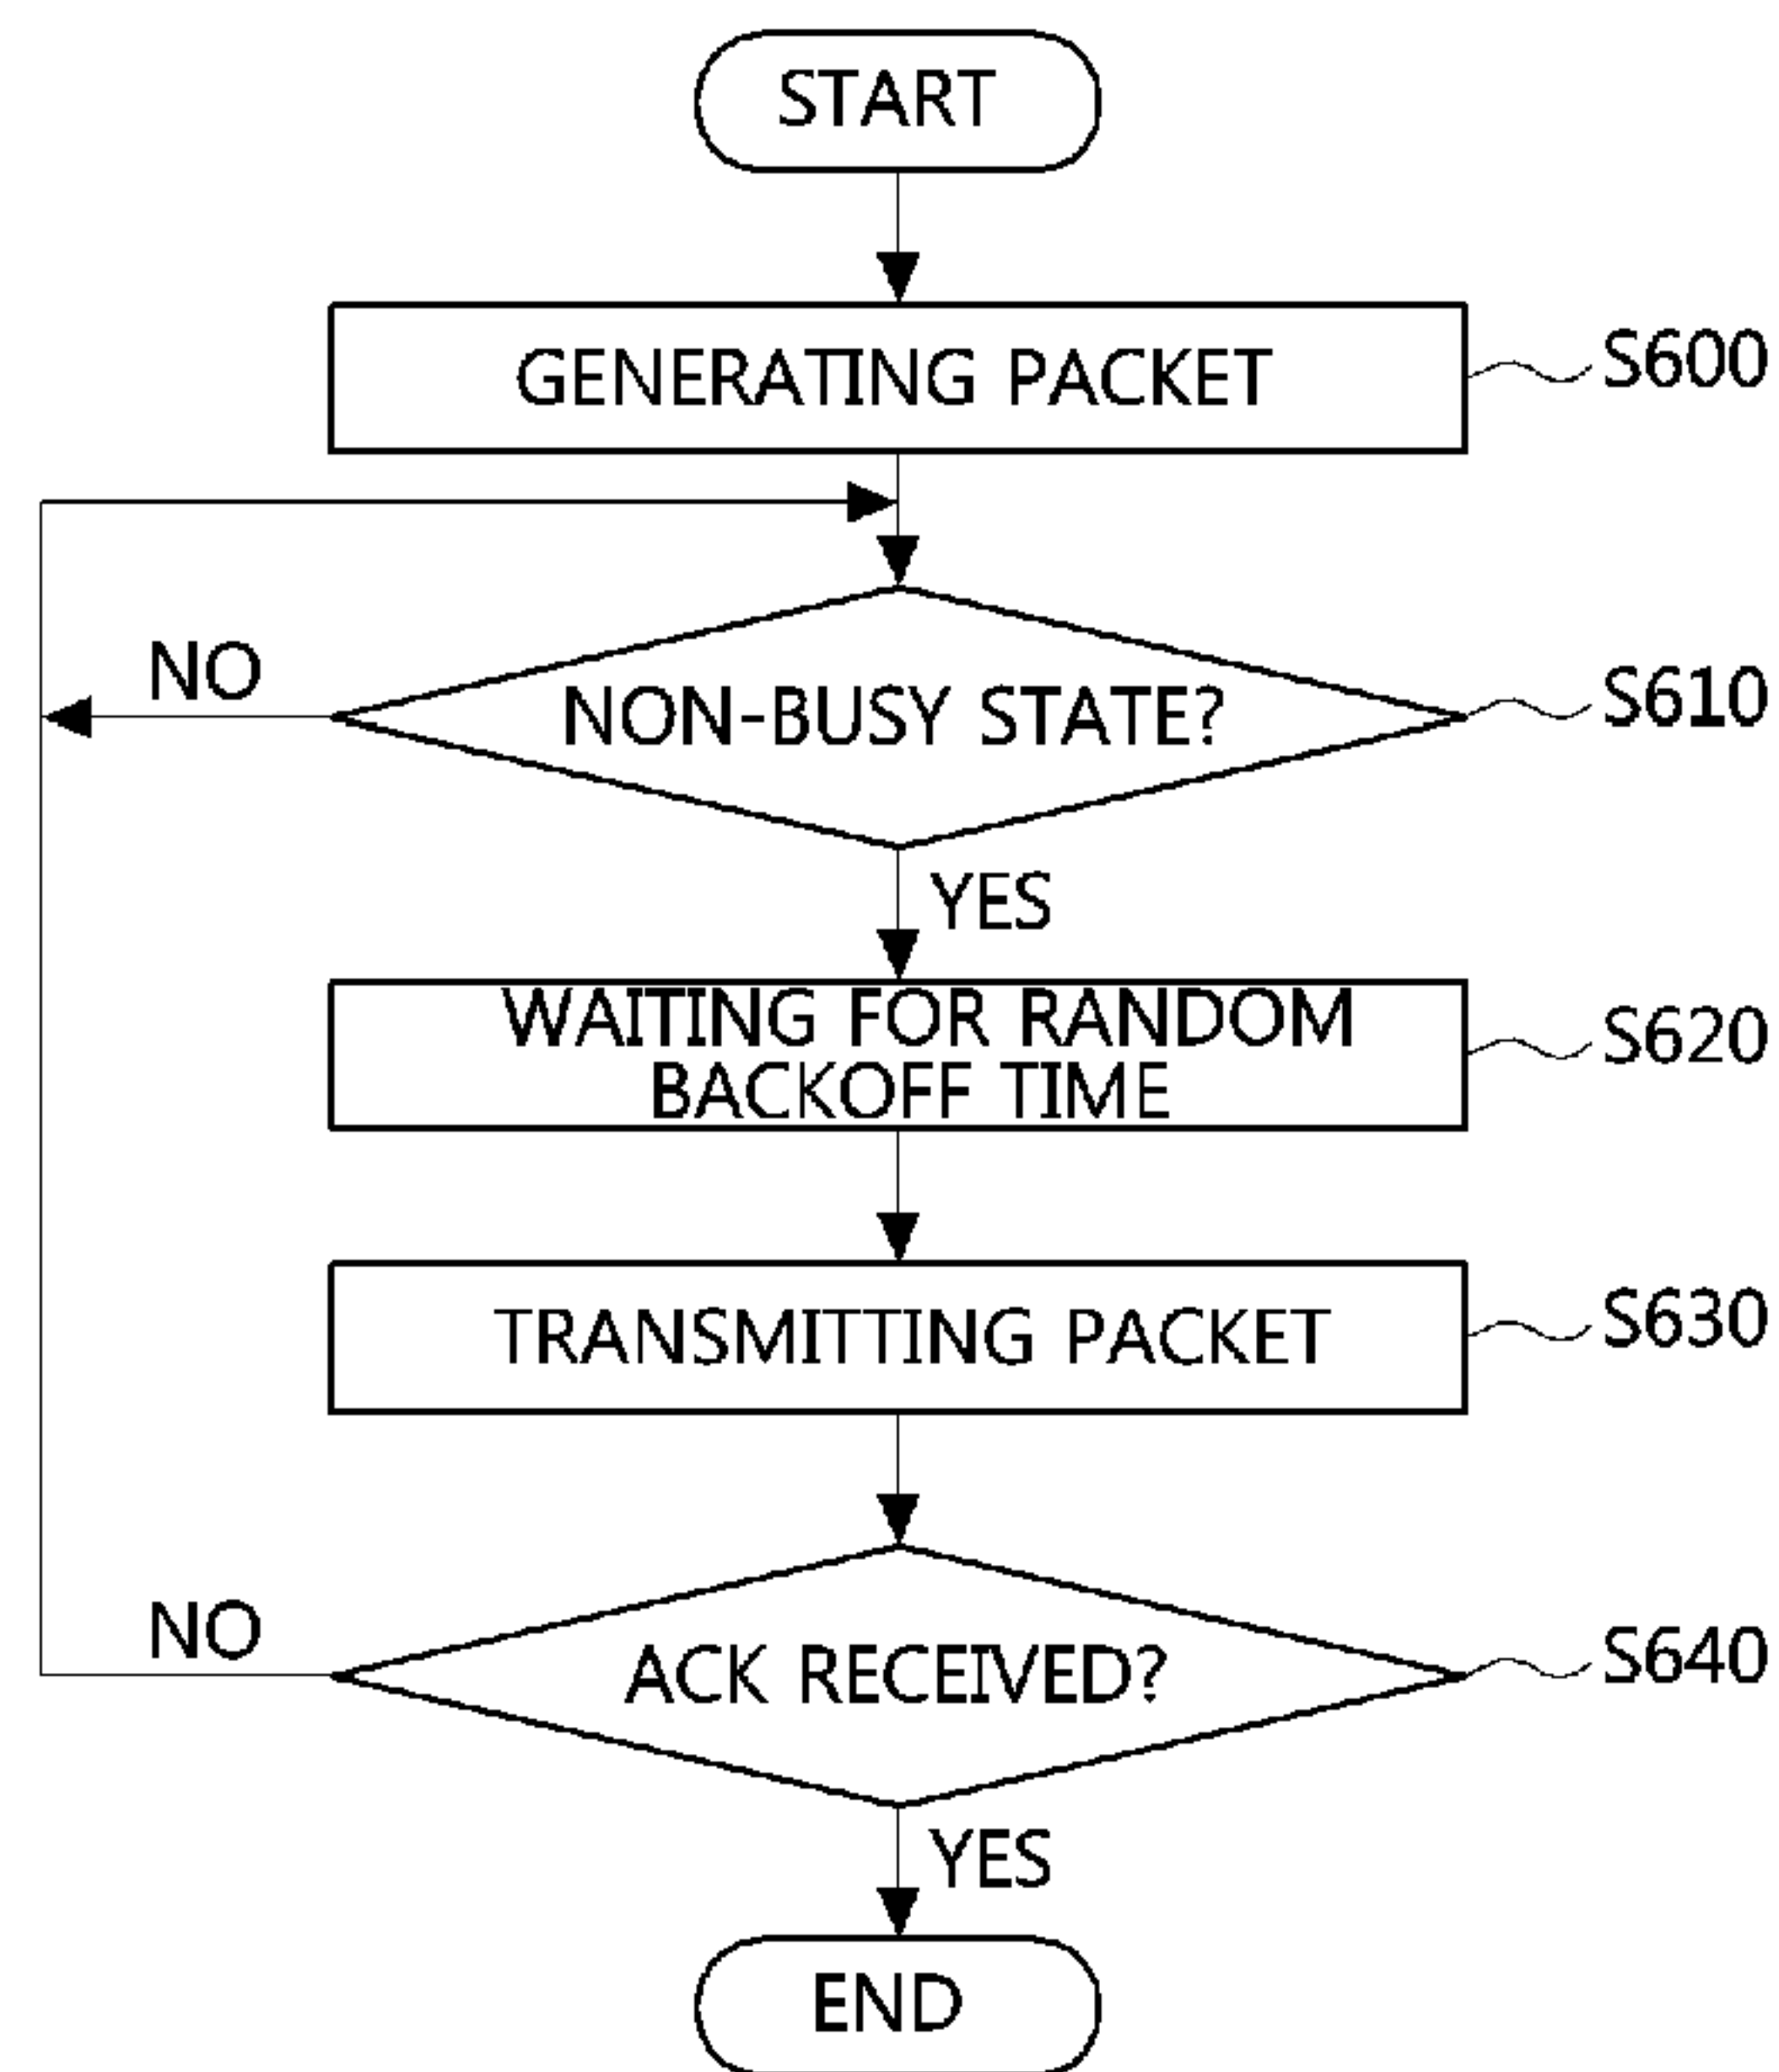 START
GENERATING PACKET
S600
NO
NON-BUSY STATE?
S610
YES
WAITING FOR RANDOM
BACKOFF TIME
S620
TRANSMITTING PACKET
S630
NO
ACK RECEIVED?
S640
YES
END